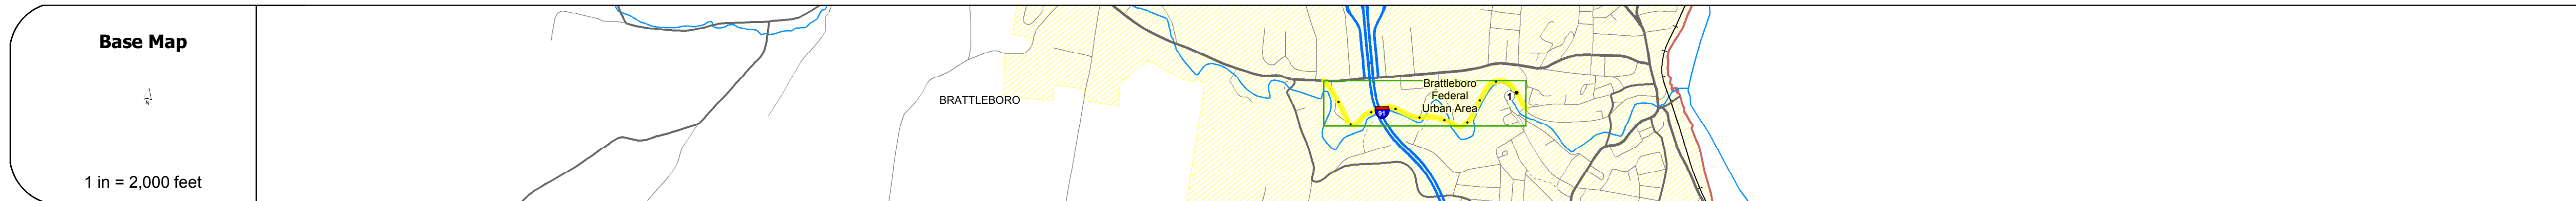 Base Map
N
1 in = 2,000 feet
BRATTLEBORO
Brattleboro
Federal
Urban Area
91
1